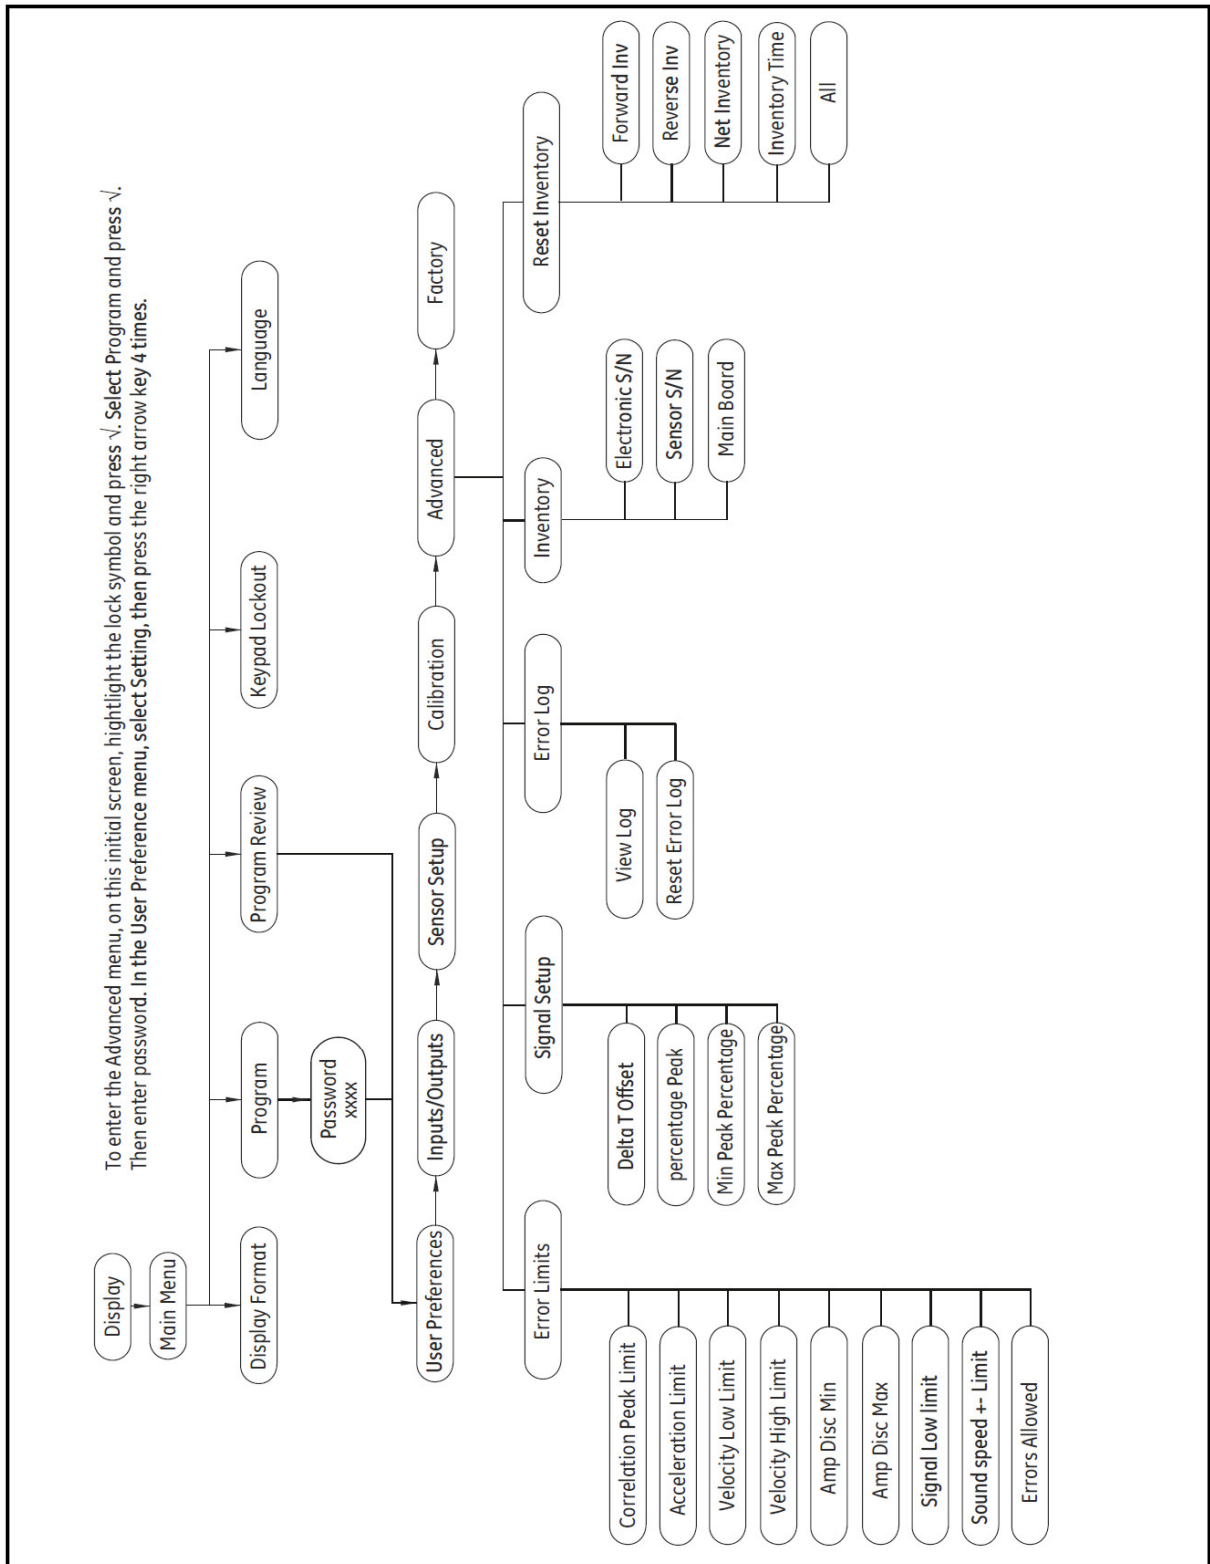 To enter the Advanced menu, on this initial screen, hightlight the lock symbol and press √. Select Program and press √.
Then enter password. In the User Preference menu, select Setting, then press the right arrow key 4 times.
Display
Main Menu
Display Format
Program
Program Review
Keypad Lockout
Language
Password
xxxx
User Preferences
Inputs/Outputs
Sensor Setup
Calibration
Advanced
Factory
Error Limits
Signal Setup
Error Log
Inventory
Reset Inventory
Correlation Peak Limit
Acceleration Limit
Velocity Low Limit
Velocity High Limit
Amp Disc Min
Amp Disc Max
Signal Low limit
Sound speed +- Limit
Errors Allowed
Delta T Offset
percentage Peak
Min Peak Percentage
Max Peak Percentage
View Log
Reset Error Log
Electronic S/N
Sensor S/N
Main Board
Forward Inv
Reverse Inv
Net Inventory
Inventory Time
All